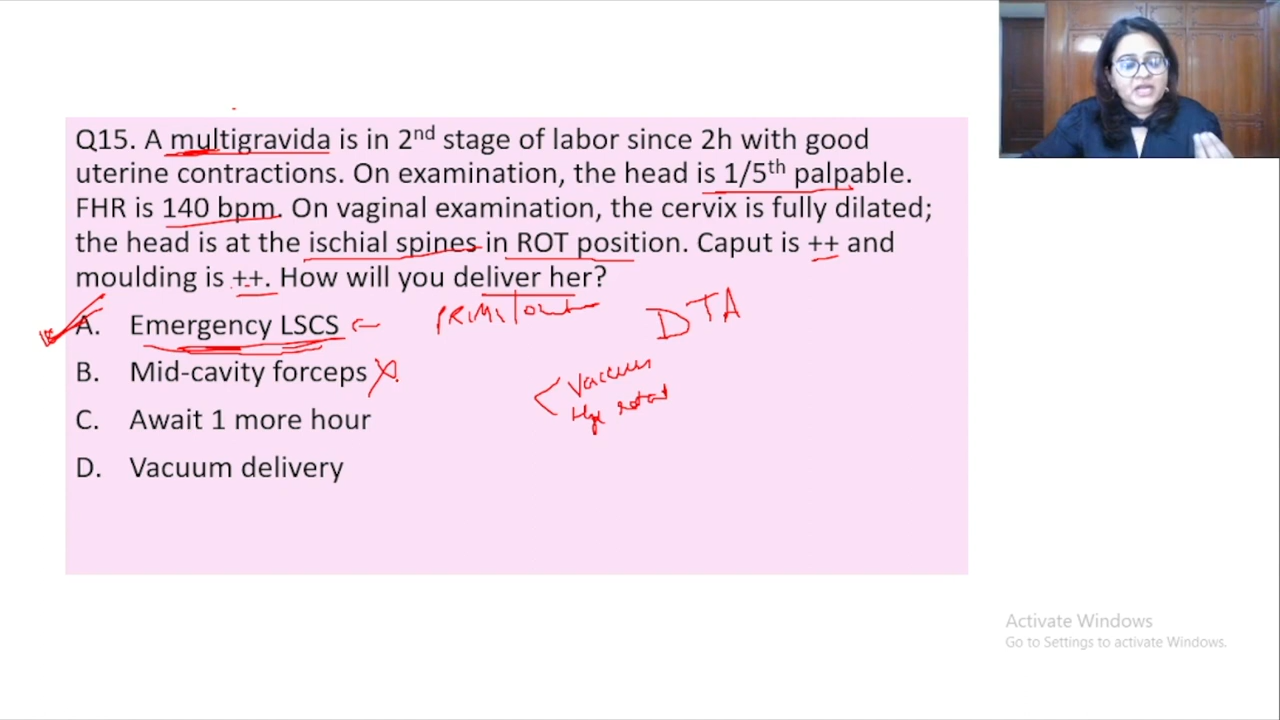 Q15. A multigravida is in 2nd stage of labor since 2h with good
uterine contractions. On examination, the head is 1/5th palpable.
FHR is 140 bpm. On vaginal examination, the cervix is fully dilated;
the head is at the ischial spines in ROT position. Caput is ++ and
moulding is ++. How will you deliver her?
A. Emergency LSCS
DTA
B. Mid-cavity forceps
Vacuum
C. Await 1 more hour
D. Vacuum delivery
Activate Windows
Go to Settings to activate Windows.